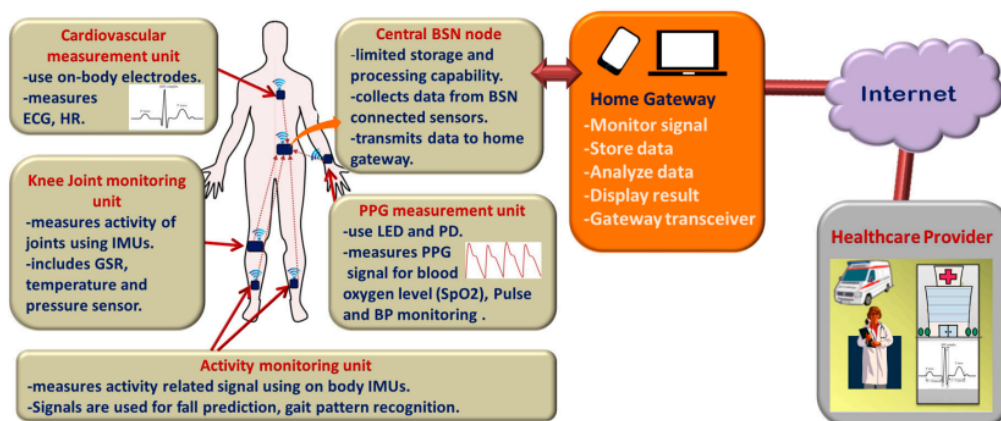 Cardiovascular
measurement unit
-use on-body electrodes.
-measures
ECG, HR.
Central BSN node
-limited storage and
processing capability.
-collects data from BSN
connected sensors.
-transmits data to home
gateway.
Home Gateway
-Monitor signal
-Store data
-Analyze data
-Display result
-Gateway transceiver
Internet
Knee Joint monitoring
unit
-measures activity of
joints using IMUs.
-includes GSR,
temperature and
pressure sensor.
PPG measurement unit
-use LED and PD.
-measures PPG
signal for blood
oxygen level (SpO2), Pulse
and BP monitoring .
Healthcare Provider
Activity monitoring unit
-measures activity related signal using on body IMUs.
-Signals are used for fall prediction, gait pattern recognition.